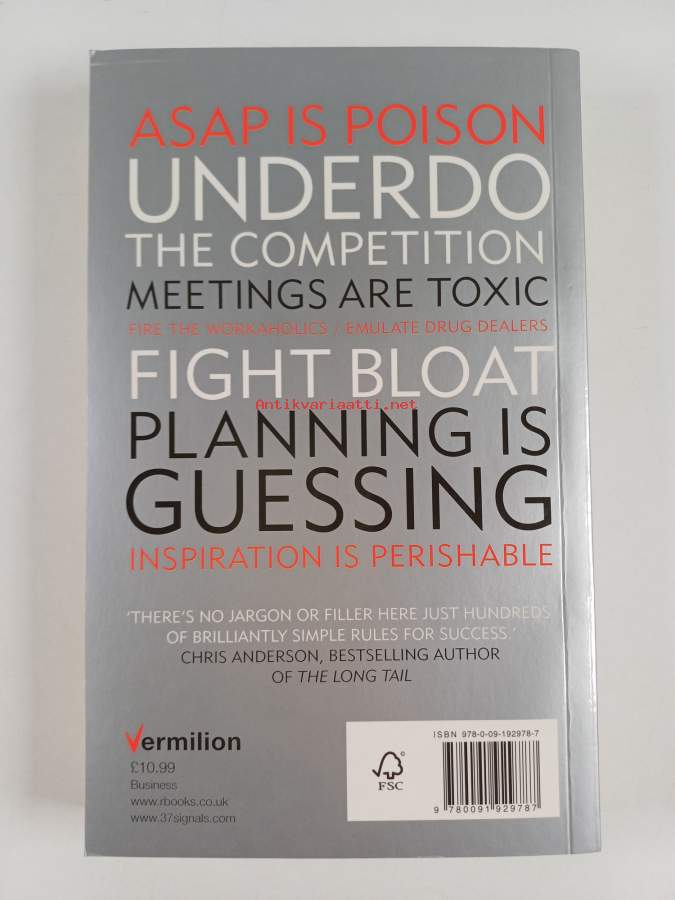 ASAP IS POISON
UNDERDO
THE COMPETITION
MEETINGS ARE TOXIC
FIRE THE WORKAHOLICS / EMULATE DRUG DEALERS
FIGHT BLOAT
Antikvariaatti.net
PLANNING IS
GUESSING
INSPIRATION IS PERISHABLE
'THERE'S NO JARGON OR FILLER HERE JUST HUNDREDS
OF BRILLIANTLY SIMPLE RULES FOR SUCCESS.'
CHRIS ANDERSON, BESTSELLING AUTHOR
OF THE LONG TAIL
Vermilion
£10.99
Business
www.rbooks.co.uk
www.37signals.com
FSC
ISBN 978-0-09-192978-7
9 780091 929787